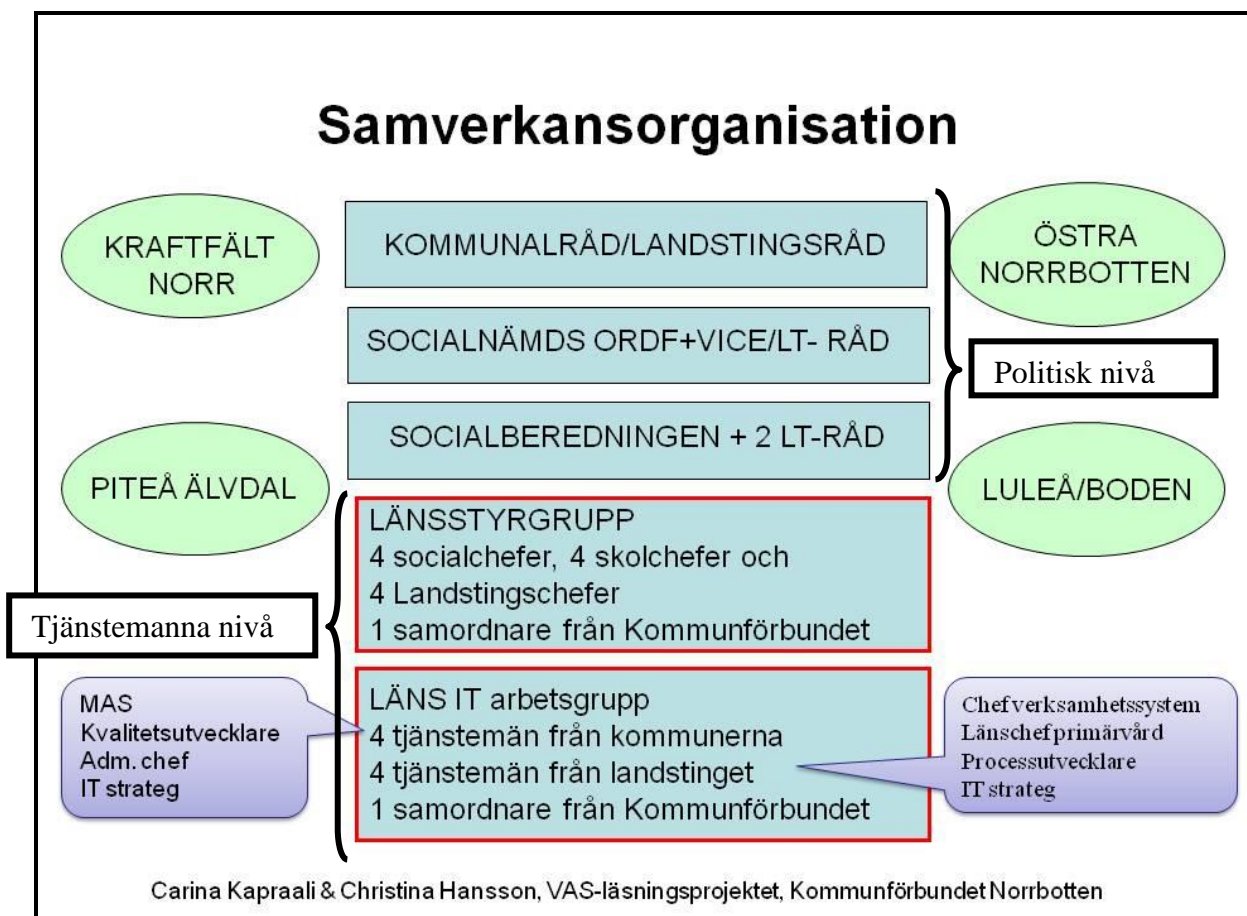 Samverkansorganisation
KRAFTFÄLT
NORR
KOMMUNALRÅD/LANDSTINGSRÅD
ÖSTRA
NORRBOTTEN
SOCIALNÄMDS ORDF+VICE/LT- RÅD
Politisk nivå
SOCIALBEREDNINGEN + 2 LT-RÅD
PITEÅ ÄLVDAL
LULEÅ/BODEN
LÄNSSTYRGRUPP
4 socialchefer, 4 skolchefer och
4 Landstingschefer
1 samordnare från Kommunförbundet
Tjänstemanna nivå
MAS
Kvalitetsutvecklare
Adm. chef
IT strateg
LÄNS IT arbetsgrupp
4 tjänstemän från kommunerna
4 tjänstemän från landstinget
1 samordnare från Kommunförbundet
Chef verksamhetssystem
Länschef primärvård
Processutvecklare
IT strateg
Carina Kapraali & Christina Hansson, VAS-läsningsprojektet, Kommunförbundet Norrbotten